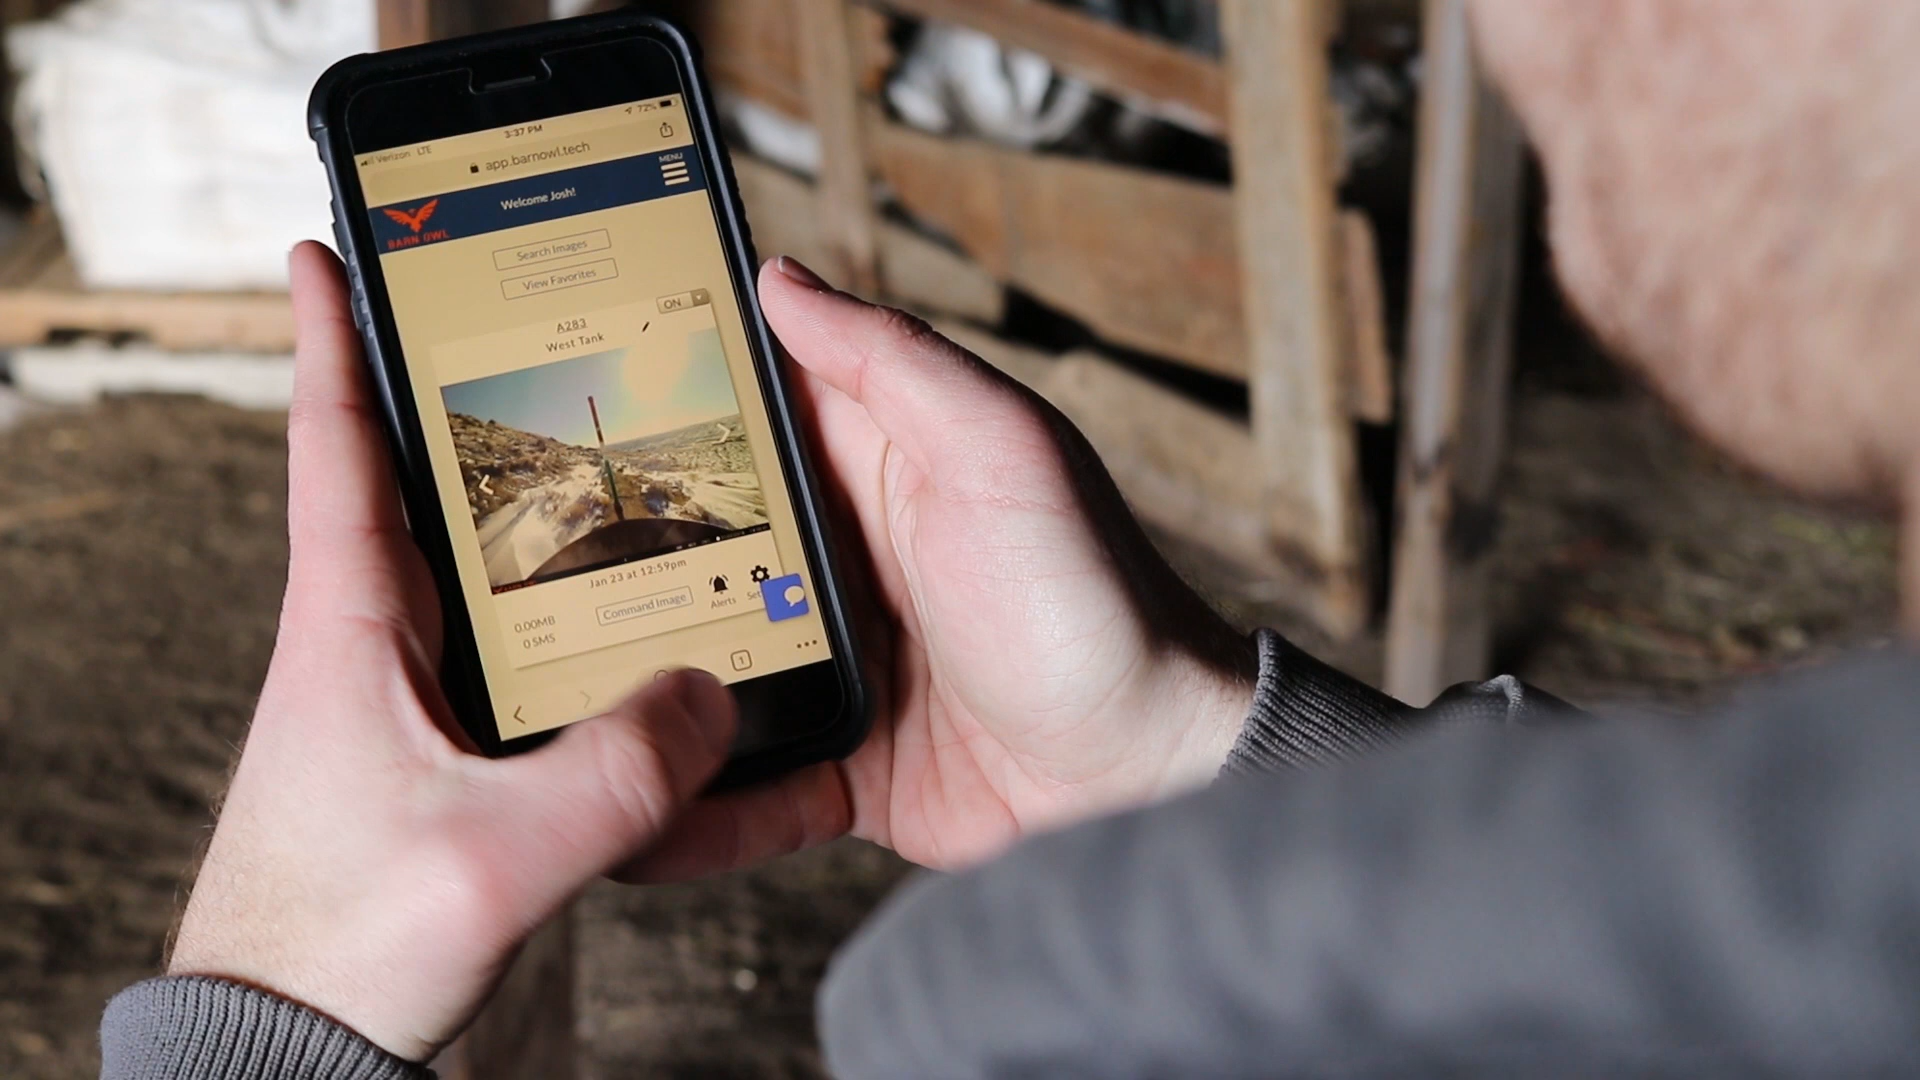 Verizon LTE
3:37 PM
72%
app.barnowl.tech
MENU
Welcome Josh!
BARN OWL
Search Images
View Favorites
ON
A283
West Tank
Jan 23 at 12:59pm
Command Image
Alerts
0.00MB
0 SMS
1